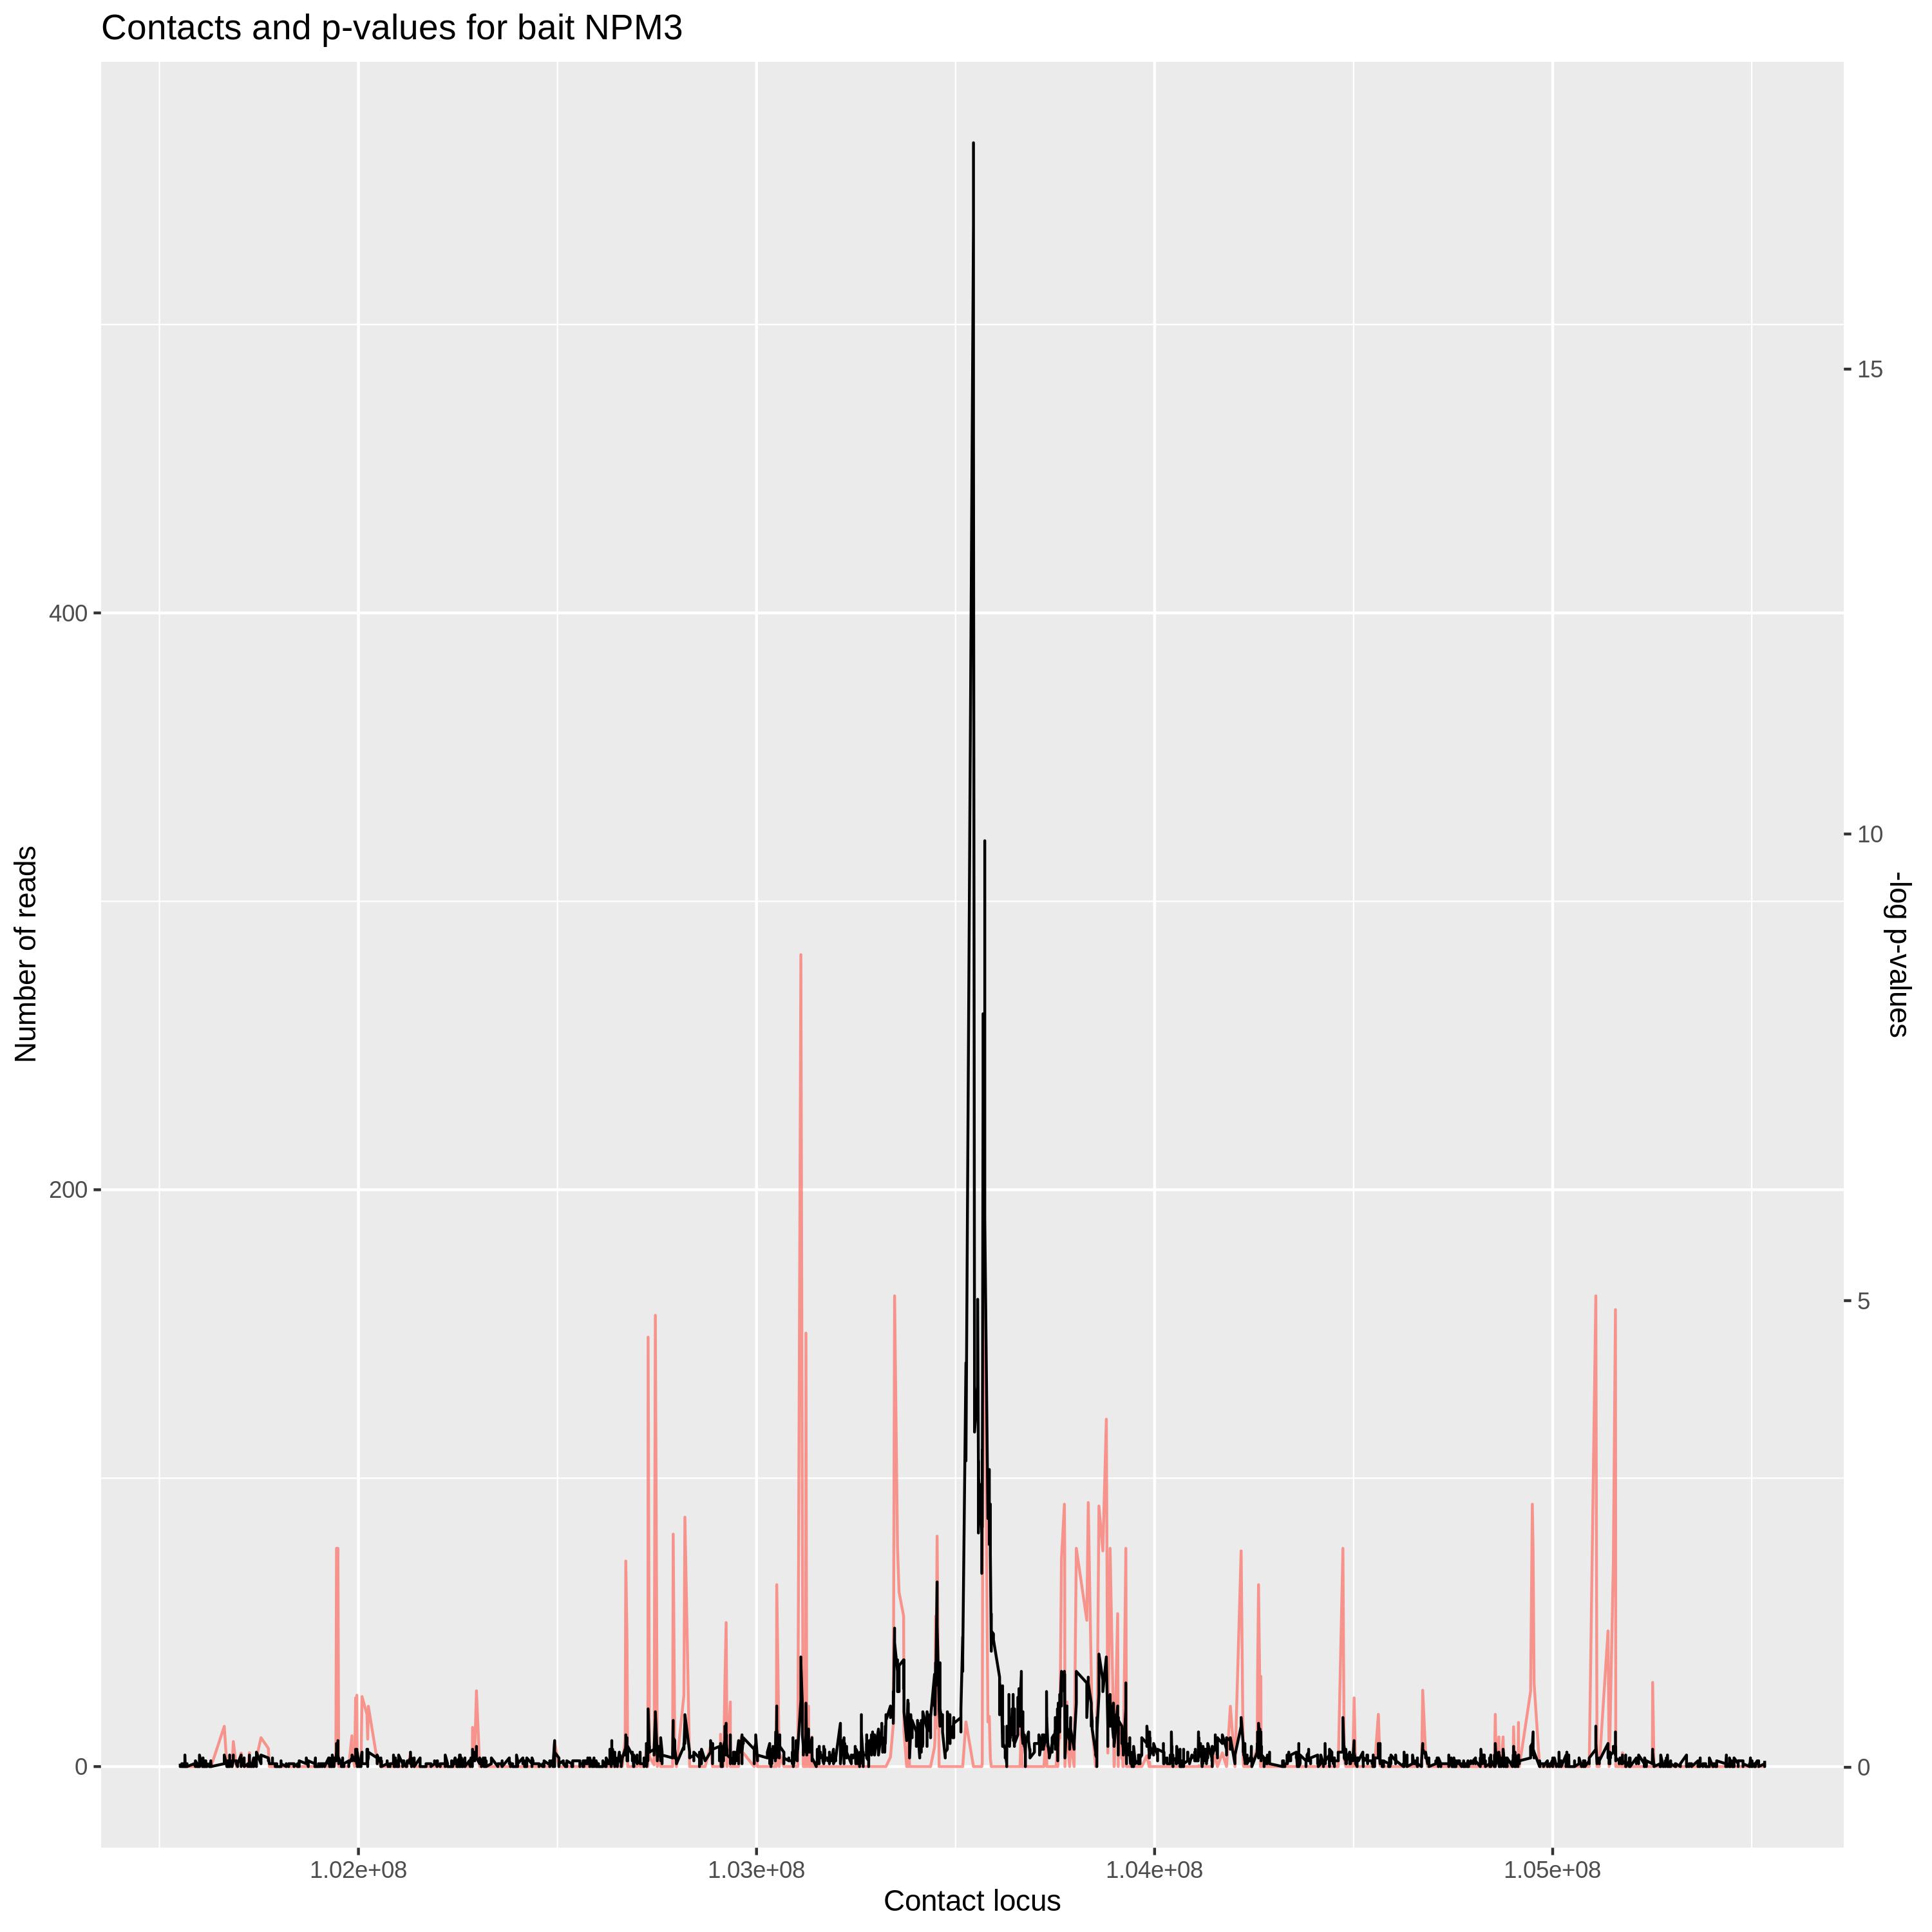 Contacts and p-values for bait NPM3
Number of reads
400
200
0
15
10
5
0
-log p-values
1.02e+08 1.03e+08 1.04e+08 1.05e+08
Contact locus